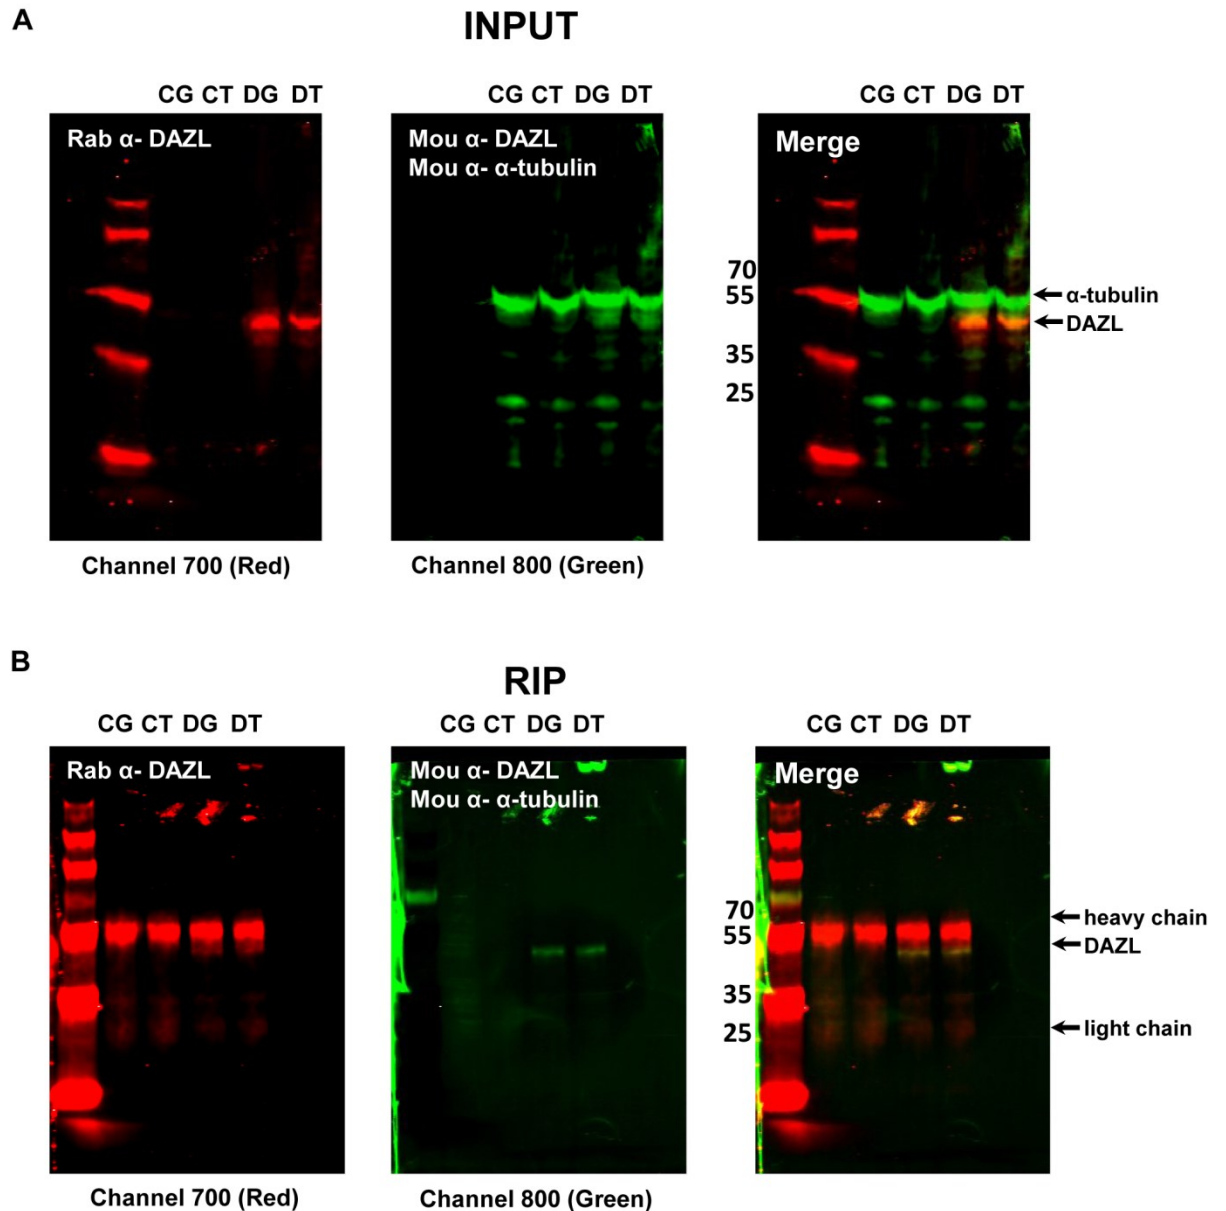 A
INPUT
CG CT DG DT
CG CT DG DT
CG CT DG DT
Rab α- DAZL
Mou α- DAZL
Mou α- α-tubulin
Merge
70
55
35
25
α-tubulin
DAZL
Channel 700 (Red)
Channel 800 (Green)
B
RIP
CG CT DG DT
CG CT DG DT
CG CT DG DT
Rab α- DAZL
Mou α- DAZL
Mou α- α-tubulin
Merge
70
55
35
25
heavy chain
DAZL
light chain
Channel 700 (Red)
Channel 800 (Green)